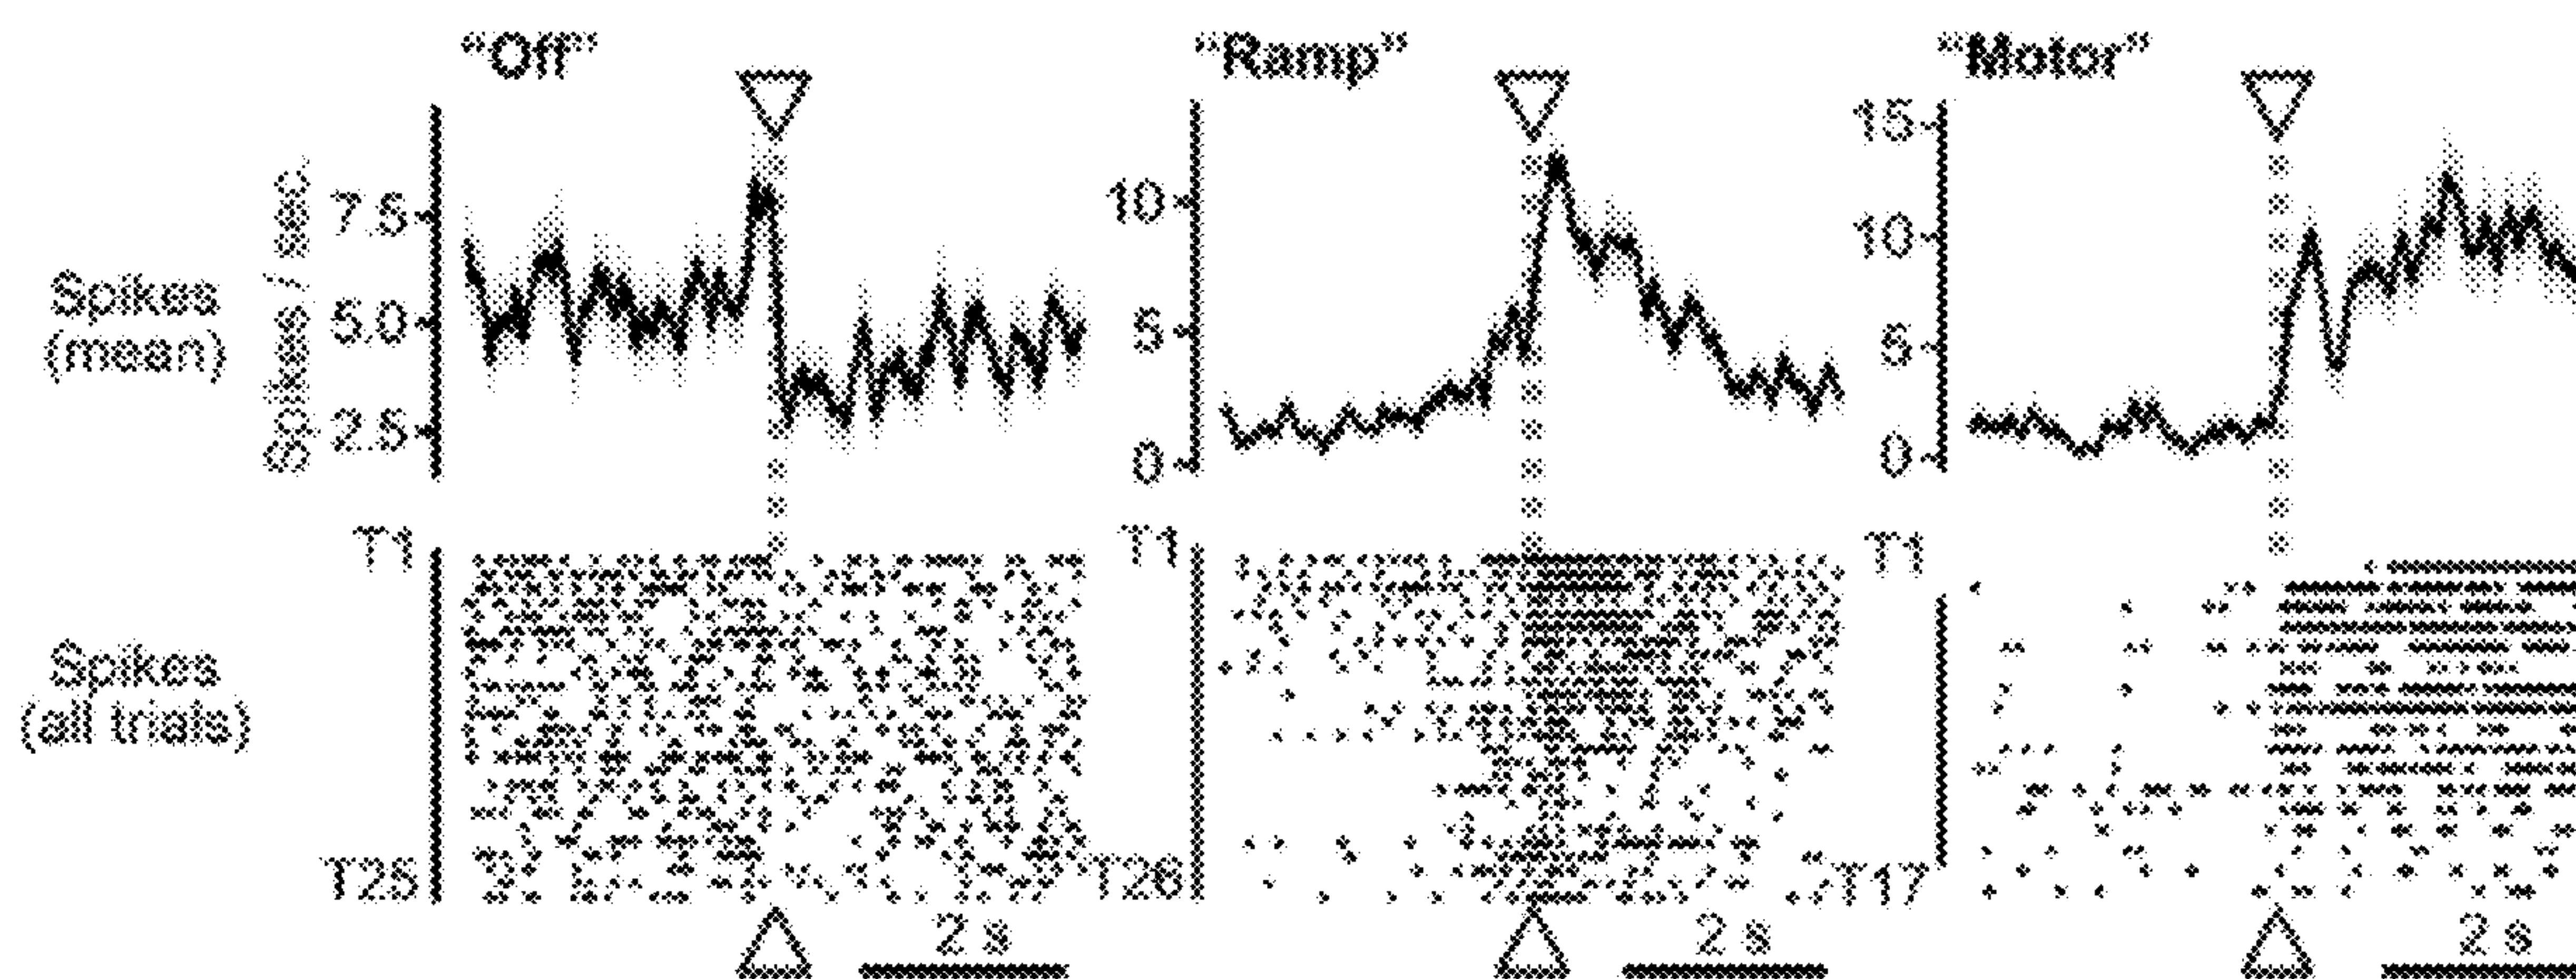 “Off”
“Ramp”
“Motor”
Spikes
(mean)
Spikes / sec.
7.5
5.0
2.5
10
5
0
15
10
5
0
Spikes
(all trials)
T1
T25
T1
T26
T1
T17
2 s
2 s
2 s